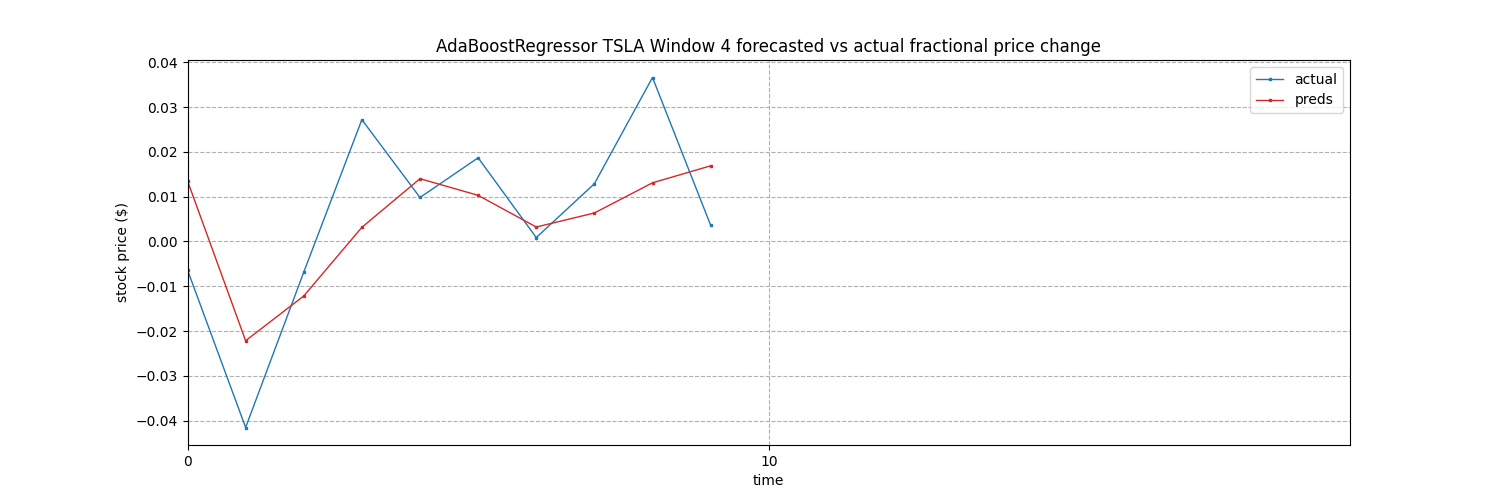 AdaBoostRegressor TSLA Window 4 forecasted vs actual fractional price change
0.04
0.03
0.02
0.01
0.00
−0.01
−0.02
−0.03
−0.04
stock price ($)
actual
preds
0
10
time